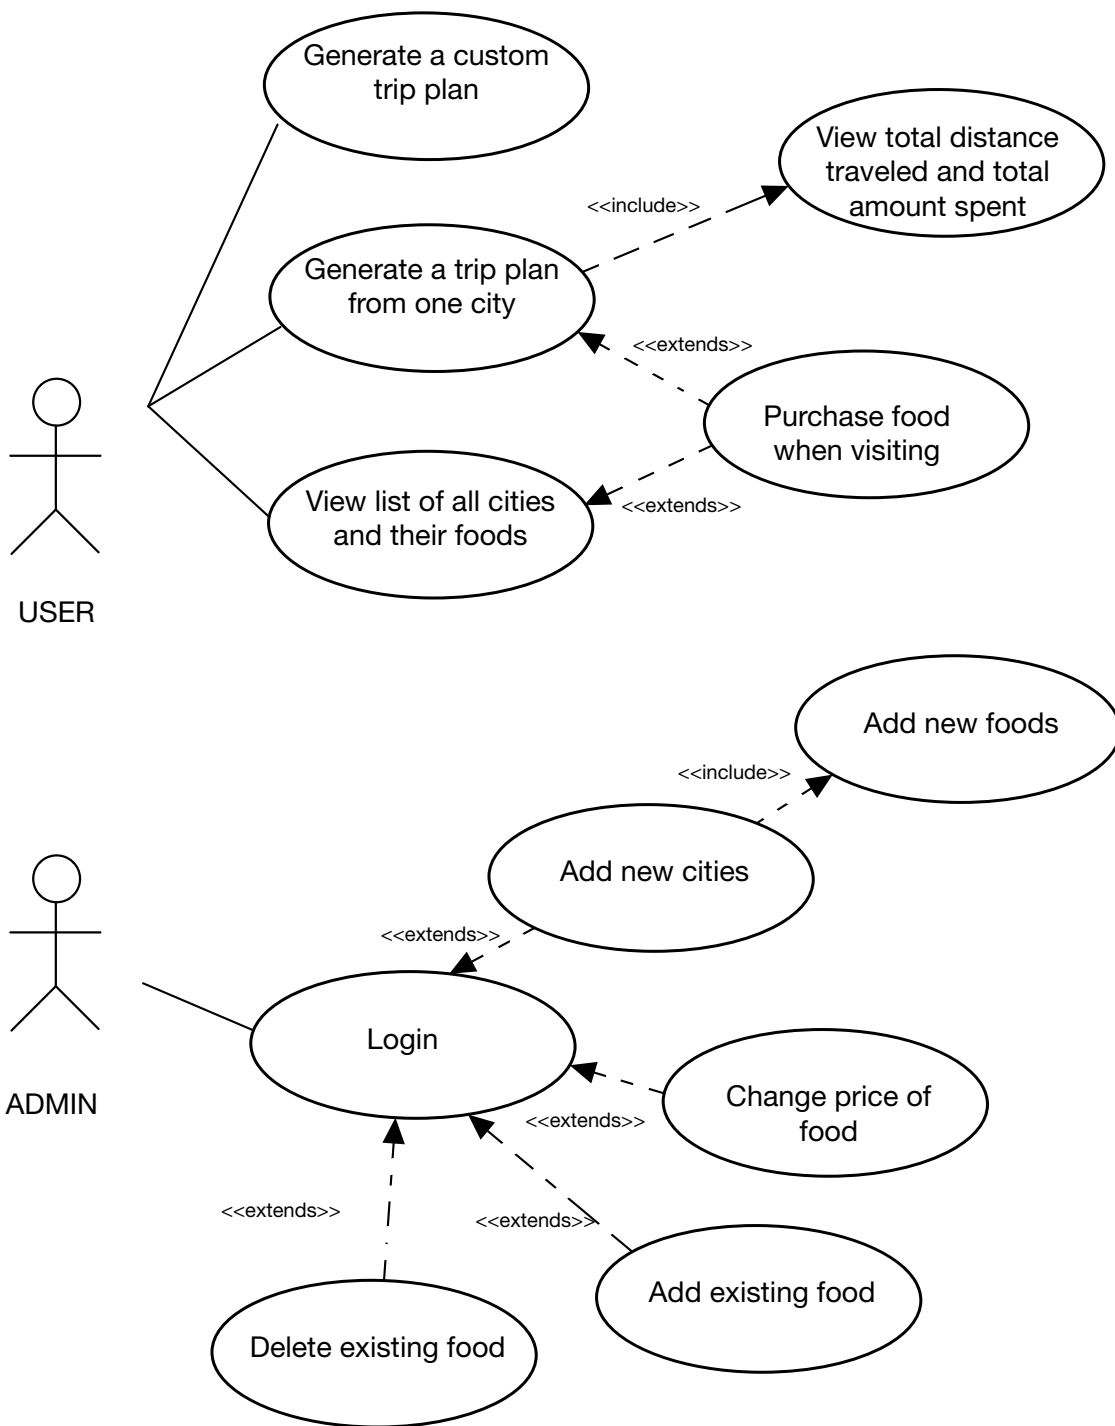 Generate a custom
trip plan
View total distance
traveled and total
amount spent
<<include>>
Generate a trip plan
from one city
<<extends>>
Purchase food
when visiting
View list of all cities
and their foods
<<extends>>
USER
Add new foods
<<include>>
Add new cities
<<extends>>
Login
ADMIN
Change price of
food
<<extends>>
<<extends>>
<<extends>>
Add existing food
Delete existing food